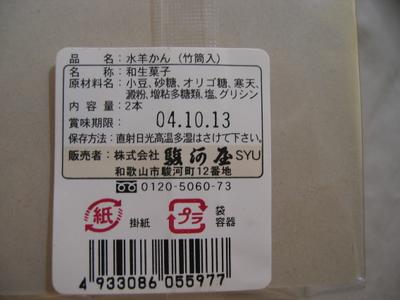 品名：水羊かん（竹筒入）
名称：和生菓子
原材料名：小豆、砂糖、オリゴ糖、寒天、
澱粉、増粘多糖類、塩、グリシン
内容量：2本
賞味期限： 04.10.13
保存方法：直射日光高温多湿はさけて下さい。
販売者：株式会社 駿河屋 SYU
和歌山市駿河町12番地
0120-5060-73
紙 掛紙 プラ 袋
容器
4 933086 055977